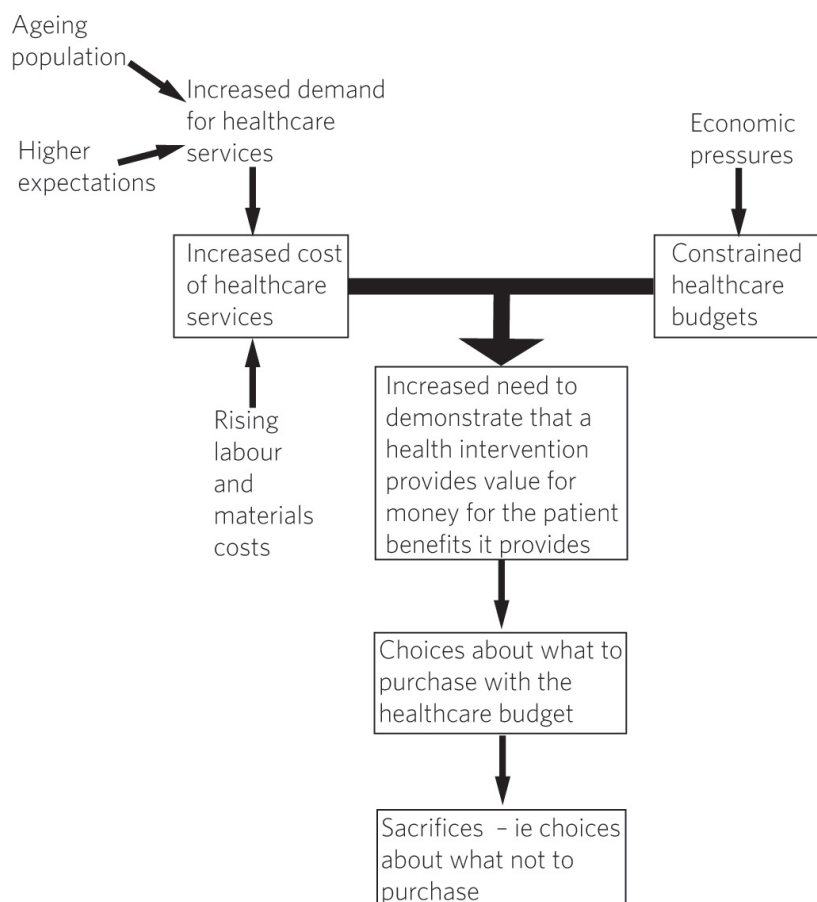 Ageing
population
Increased demand
for healthcare
services
Higher
expectations
Economic
pressures
Increased cost
of healthcare
services
Constrained
healthcare
budgets
Rising
labour
and
materials
costs
Increased need to
demonstrate that a
health intervention
provides value for
money for the patient
benefits it provides
Choices about what to
purchase with the
healthcare budget
Sacrifices – ie choices
about what not to
purchase